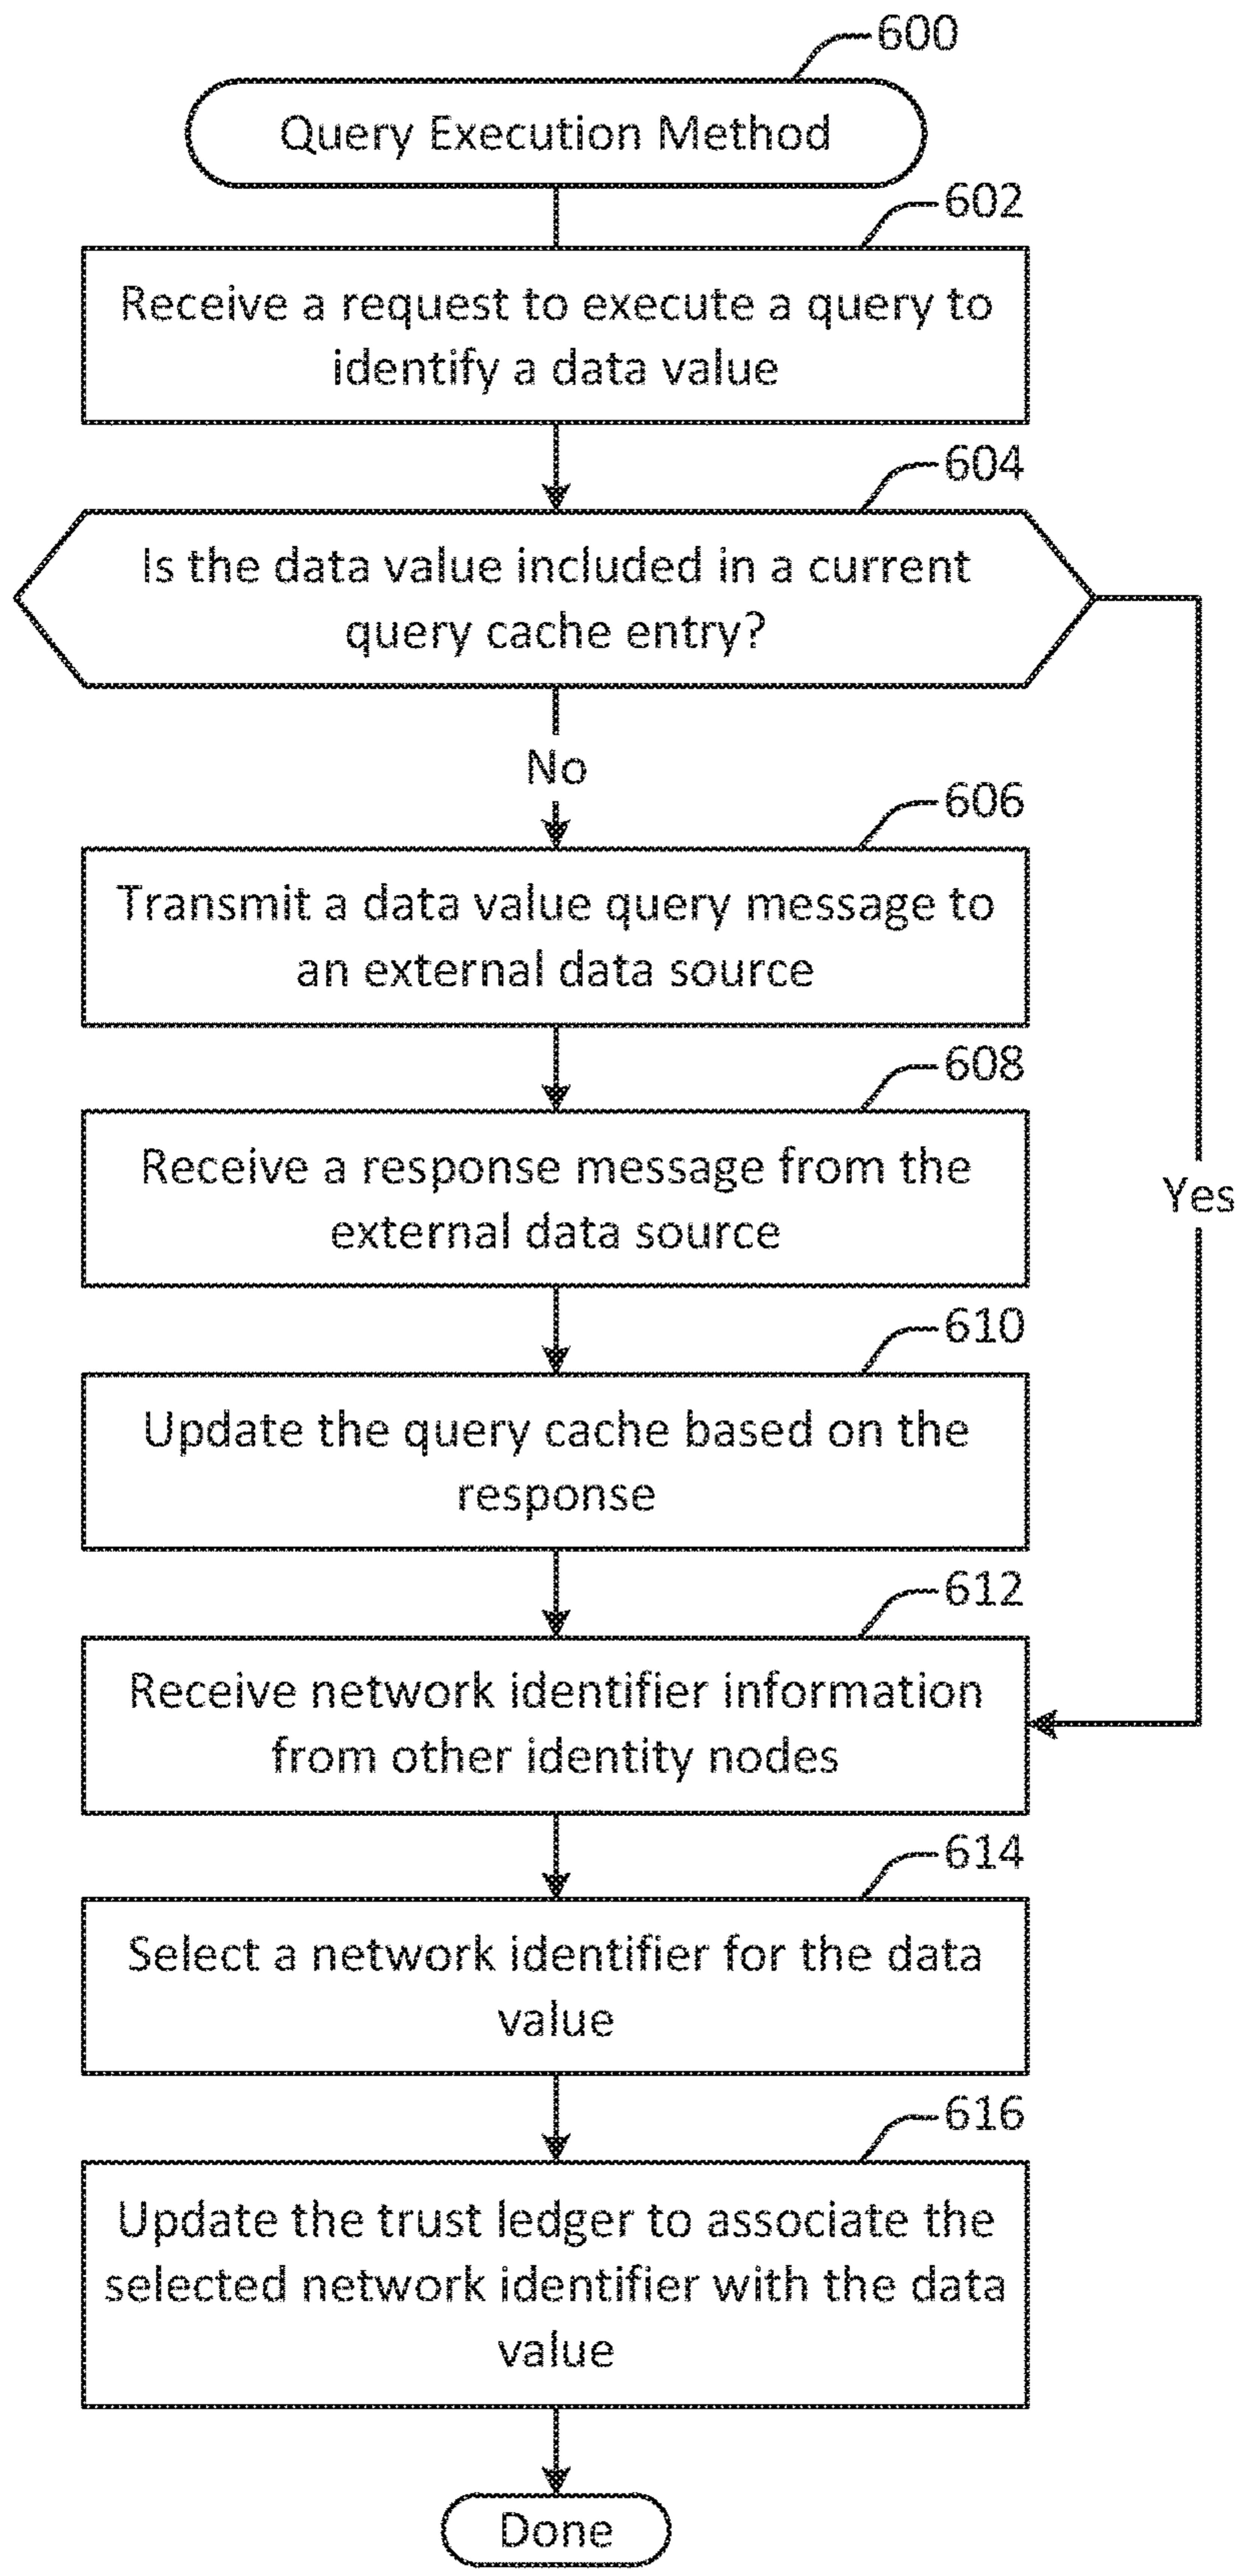 600
Query Execution Method
602
Receive a request to execute a query to
identify a data value
604
Is the data value included in a current
query cache entry?
No
606
Transmit a data value query message to
an external data source
608
Receive a response message from the
external data source
Yes
610
Update the query cache based on the
response
612
Receive network identifier information
from other identity nodes
614
Select a network identifier for the data
value
616
Update the trust ledger to associate the
selected network identifier with the data
value
Done